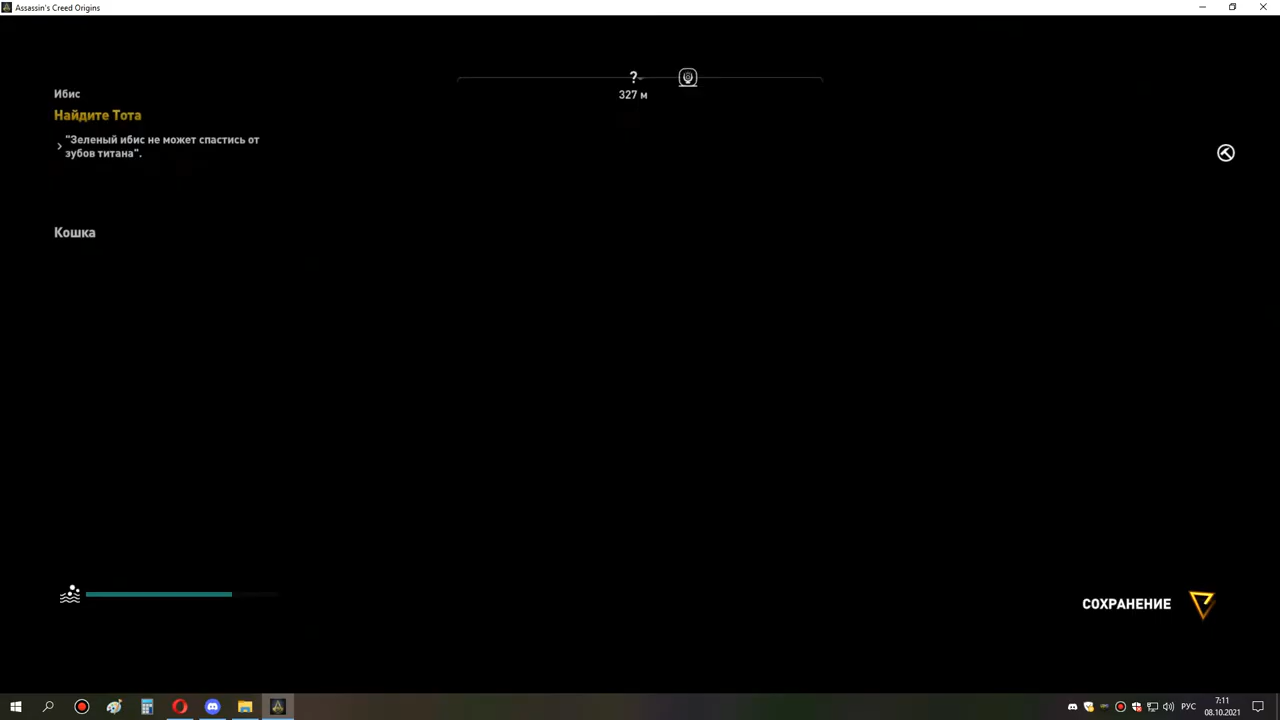 Assassin's Creed Origins
?
327 м
Ибис
Найдите Тота
"Зеленый ибис не может спастись от
зубов титана".
Кошка
СОХРАНЕНИЕ
РУС
7:11
08.10.2021